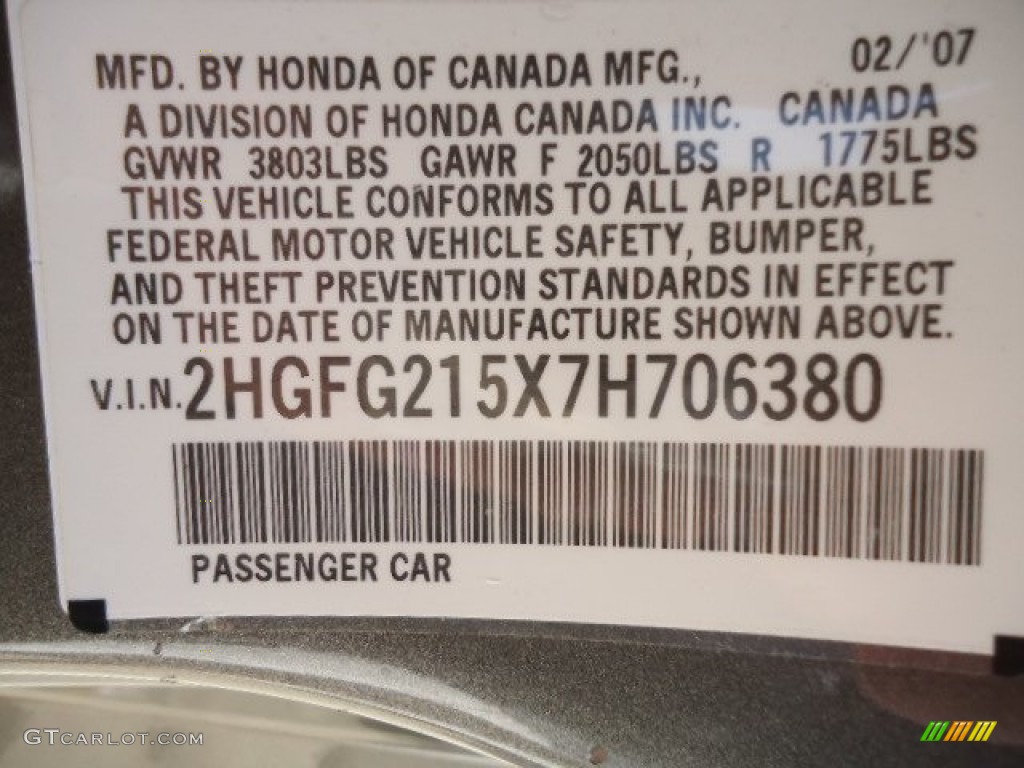 02/'07
MFD. BY HONDA OF CANADA MFG.,
A DIVISION OF HONDA CANADA INC. CANADA
GVWR 3803LBS GAWR F 2050LBS R 1775LBS
THIS VEHICLE CONFORMS TO ALL APPLICABLE
FEDERAL MOTOR VEHICLE SAFETY, BUMPER,
AND THEFT PREVENTION STANDARDS IN EFFECT
ON THE DATE OF MANUFACTURE SHOWN ABOVE.
V.I.N. 2HGFG215X7H706380
PASSENGER CAR
GTCARLOT.COM